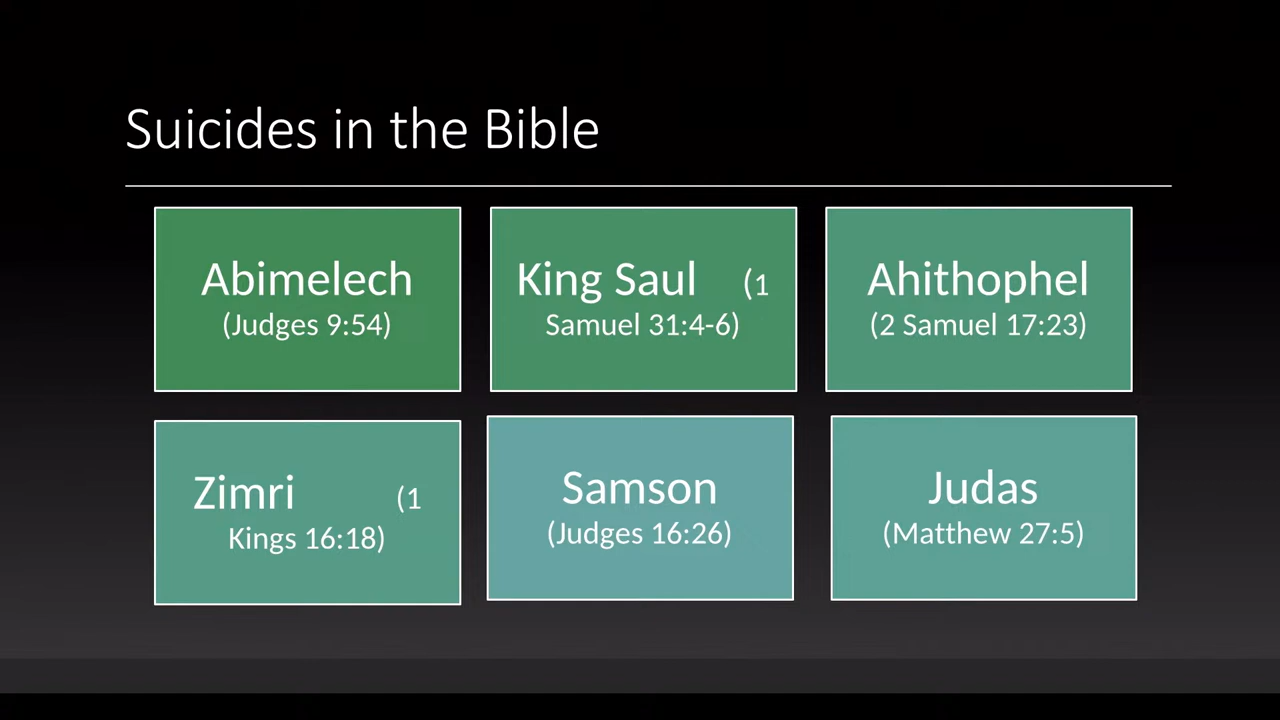 Suicides in the Bible
Abimelech
(Judges 9:54)
King Saul (1
Samuel 31:4-6)
Ahithophel
(2 Samuel 17:23)
Zimri (1
Kings 16:18)
Samson
(Judges 16:26)
Judas
(Matthew 27:5)